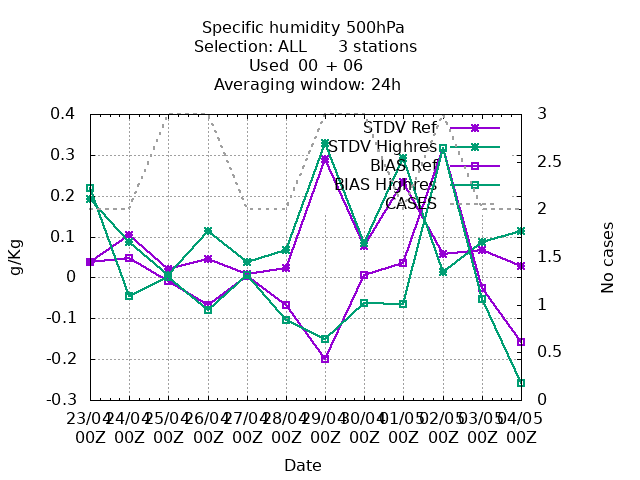 Specific humidity 500hPa
Selection: ALL 3 stations
Used 00 + 06
Averaging window: 24h
0.4
0.3
0.2
0.1
0
-0.1
-0.2
-0.3
g/Kg
3
2.5
2
1.5
1
0.5
0
No cases
STDV Ref
STDV Highres
BIAS Ref
BIAS Highres
CASES
23/04 24/04 25/04 26/04 27/04 28/04 29/04 30/04 01/05 02/05 03/05 04/05
00Z 00Z 00Z 00Z 00Z 00Z 00Z 00Z 00Z 00Z 00Z 00Z
Date